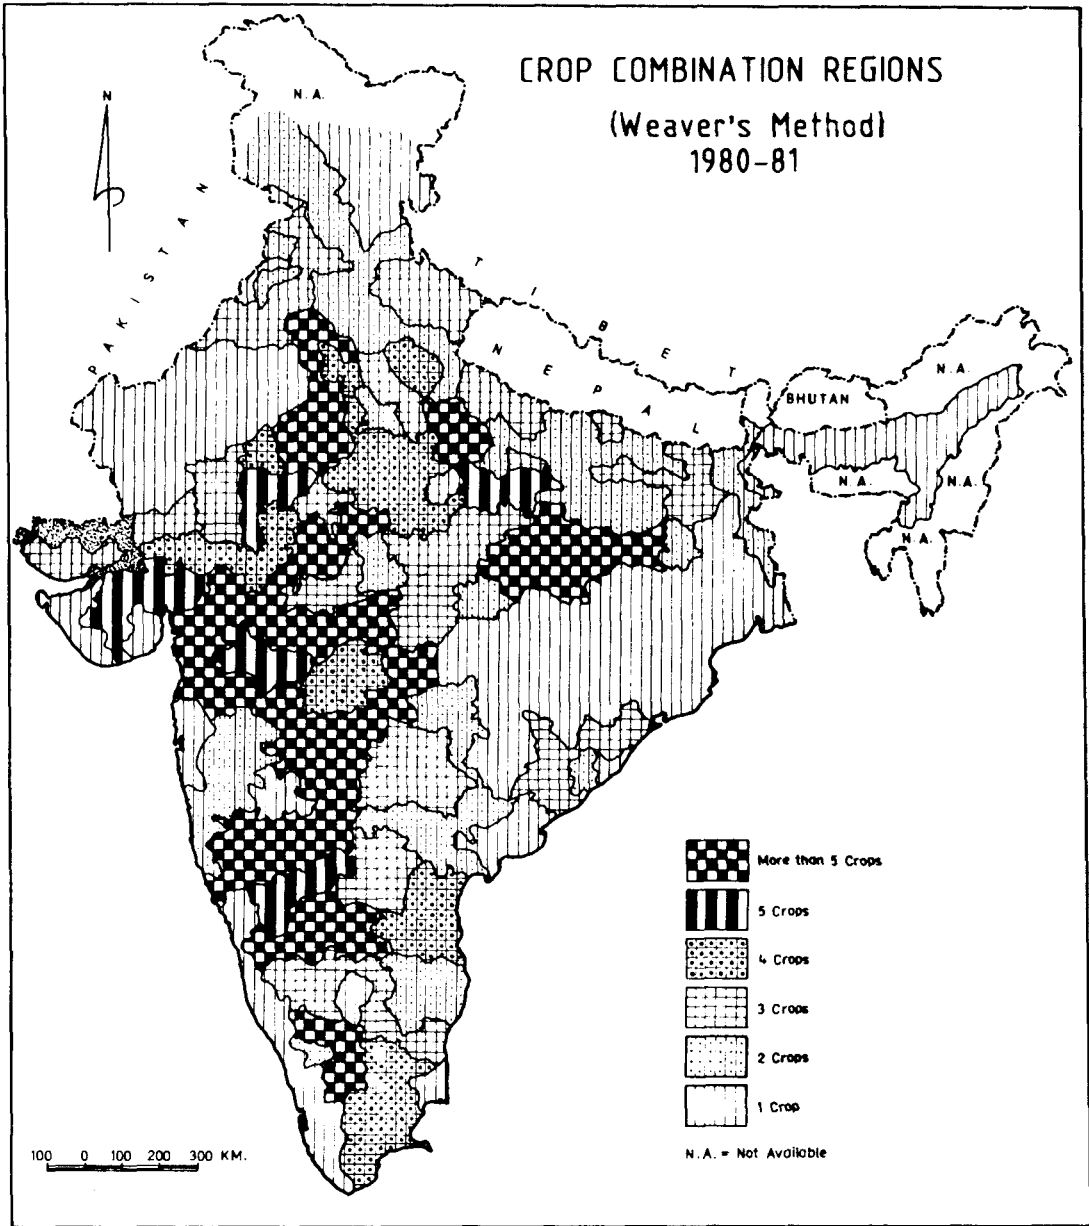 CROP COMBINATION REGIONS
(Weaver's Method)
1980-81
N
N.A.
PAKISTAN
TIBET
NEPAL
BHUTAN
N.A.
N.A.
N.A.
N.A.
More than 5 Crops
5 Crops
4 Crops
3 Crops
2 Crops
1 Crop
N.A. = Not Available
100 0 100 200 300 KM.